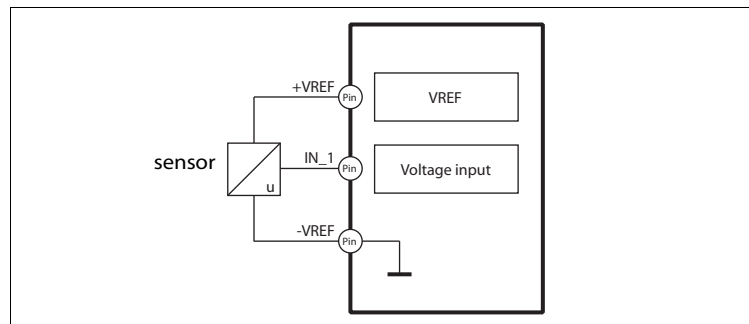 +VREF
Pin
VREF
sensor
u
IN_1
Pin
Voltage input
-VREF
Pin